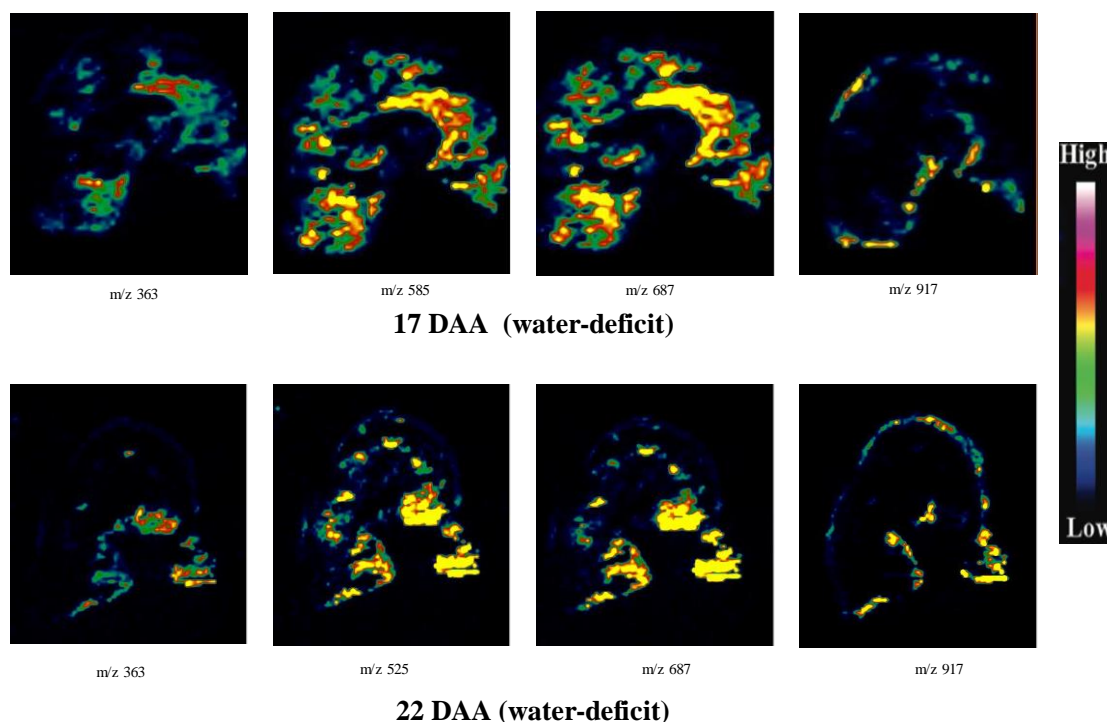 m/z 363
m/z 585
m/z 687
m/z 917
17 DAA (water-deficit)
High
Low
m/z 363
m/z 525
m/z 687
m/z 917
22 DAA (water-deficit)